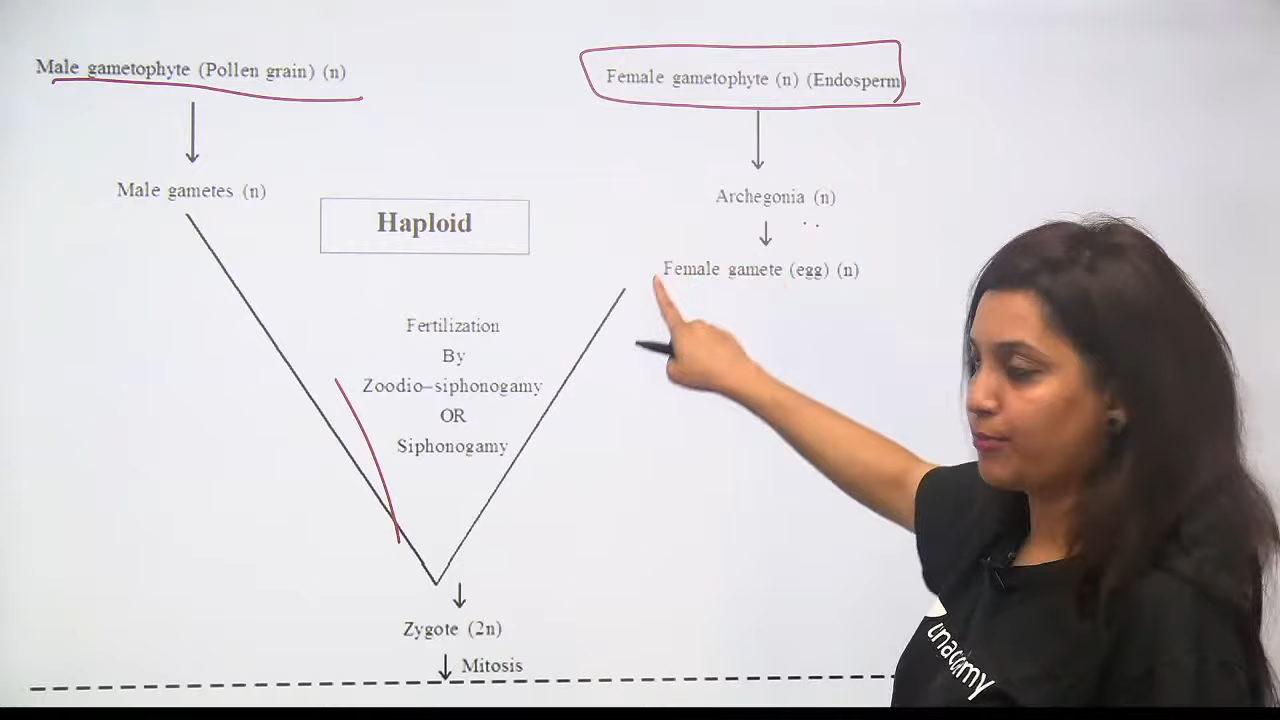 Male gametophyte (Pollen grain) (n)
Female gametophyte (n) (Endosperm)
Male gametes (n)
Archegonia (n)
Haploid
Female gamete (egg) (n)
Fertilization
By
Zoodio–siphonogamy
OR
Siphonogamy
Zygote (2n)
Mitosis
unacademy